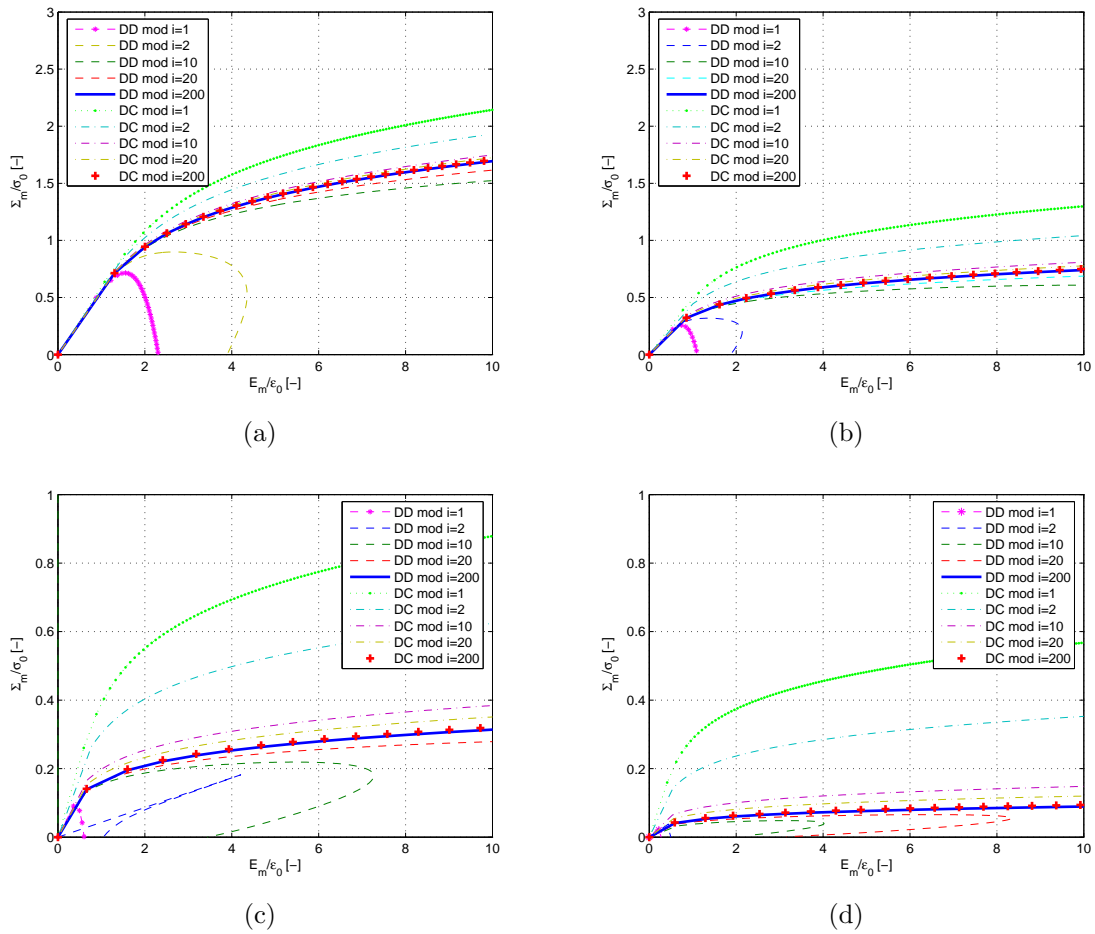 3
2.5
2
1.5
1
0.5
0
Σm/σ0 [−]
DD mod i=1
DD mod i=2
DD mod i=10
DD mod i=20
DD mod i=200
DC mod i=1
DC mod i=2
DC mod i=10
DC mod i=20
DC mod i=200
0 2 4 6 8 10
Em/ε0 [−]
(a)
3
2.5
2
1.5
1
0.5
0
Σm/σ0 [−]
DD mod i=1
DD mod i=2
DD mod i=10
DD mod i=20
DD mod i=200
DC mod i=1
DC mod i=2
DC mod i=10
DC mod i=20
DC mod i=200
0 2 4 6 8 10
Em/ε0 [−]
(b)
1
0.8
0.6
0.4
0.2
0
Σm/σ0 [−]
DD mod i=1
DD mod i=2
DD mod i=10
DD mod i=20
DD mod i=200
DC mod i=1
DC mod i=2
DC mod i=10
DC mod i=20
DC mod i=200
0 2 4 6 8 10
Em/ε0 [−]
(c)
1
0.8
0.6
0.4
0.2
0
Σm/σ0 [−]
DD mod i=1
DD mod i=2
DD mod i=10
DD mod i=20
DD mod i=200
DC mod i=1
DC mod i=2
DC mod i=10
DC mod i=20
DC mod i=200
0 2 4 6 8 10
Em/ε0 [−]
(d)